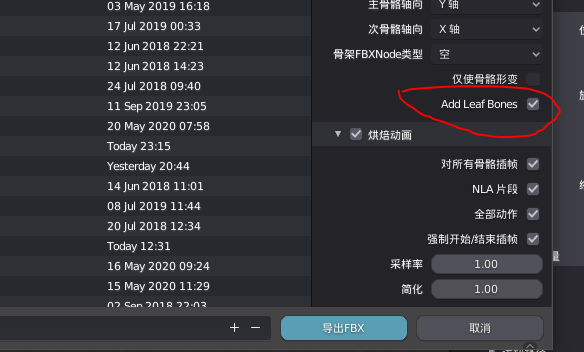 03 May 2019 16:18
17 Jul 2019 00:33
12 Jun 2018 22:21
12 Jun 2018 14:23
24 Jul 2018 09:40
11 Sep 2019 23:05
20 May 2020 07:58
Today 23:15
Yesterday 20:44
14 Jun 2018 11:01
08 Jul 2019 11:44
20 Jul 2018 12:34
Today 12:31
16 May 2020 09:24
15 May 2020 11:29
02 Sep 2018 22:03
主骨骼轴向 Y 轴
次骨骼轴向 X 轴
骨架FBXNode类型 空
仅使骨骼形变
Add Leaf Bones
烘焙动画
对所有骨骼插帧
NLA 片段
全部动作
强制开始/结束插帧
采样率 1.00
简化 1.00
+ −
导出FBX
取消
量